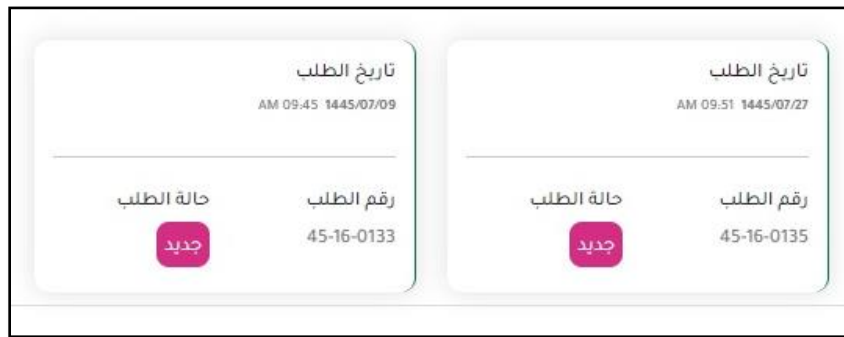 تاريخ الطلب
1445/07/27 09:51 AM
رقم الطلب
حالة الطلب
45-16-0135
جديد
تاريخ الطلب
1445/07/09 09:45 AM
رقم الطلب
حالة الطلب
45-16-0133
جديد